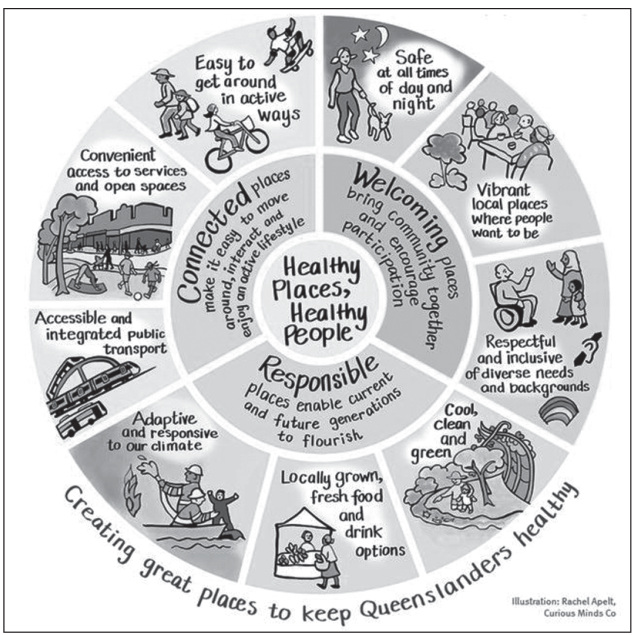 Healthy
Places,
Healthy
People
Connected places
make it easy to move
around, interact and
enjoy an active lifestyle
Welcoming places
bring community together
and encourage
participation
Responsible
places enable current
and future generations
to flourish
Easy to
get around
in active
ways
Safe
at all times
of day and
night
Vibrant
local places
where people
want to be
Respectful
and inclusive
of diverse needs
and backgrounds
Cool,
clean
and
green
Locally grown,
fresh food
and
drink
options
Adaptive
and responsive
to our climate
Accessible and
integrated public
transport
Convenient
access to services
and open spaces
Creating great places to keep Queenslanders healthy
Illustration: Rachel Apelt,
Curious Minds Co